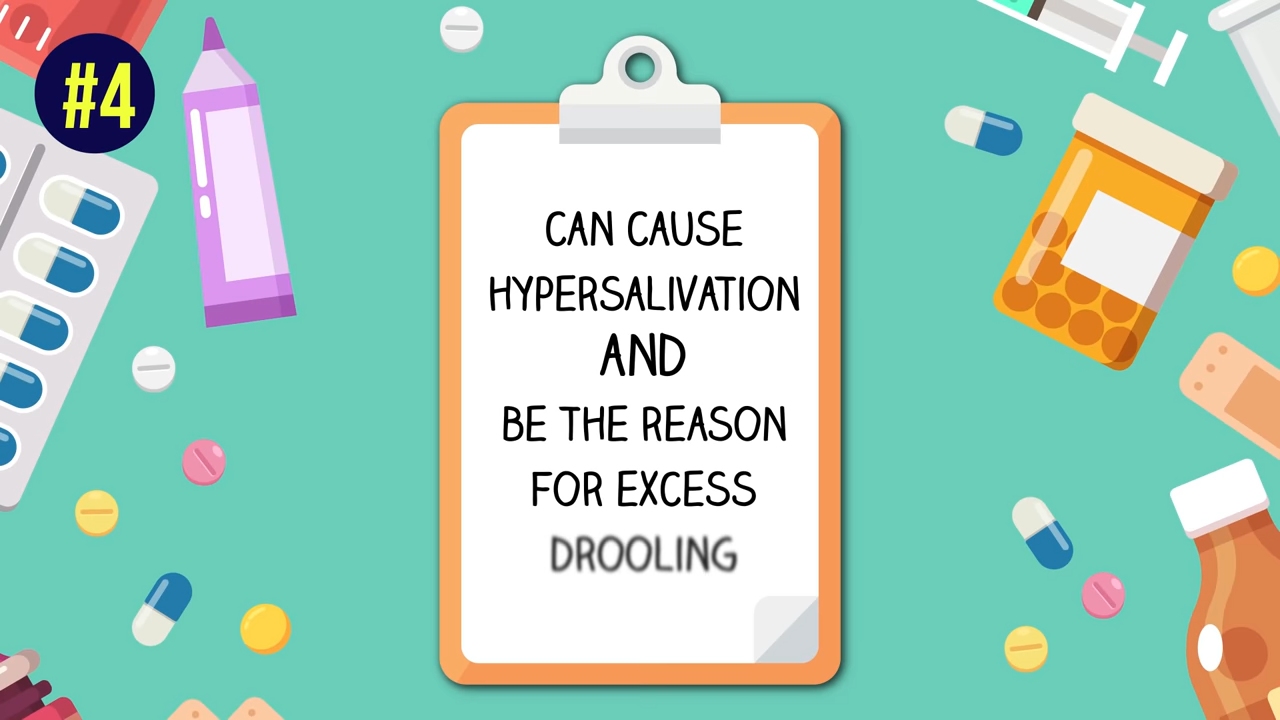 #4
CAN CAUSE
HYPERSALIVATION
AND
BE THE REASON
FOR EXCESS
DROOLING